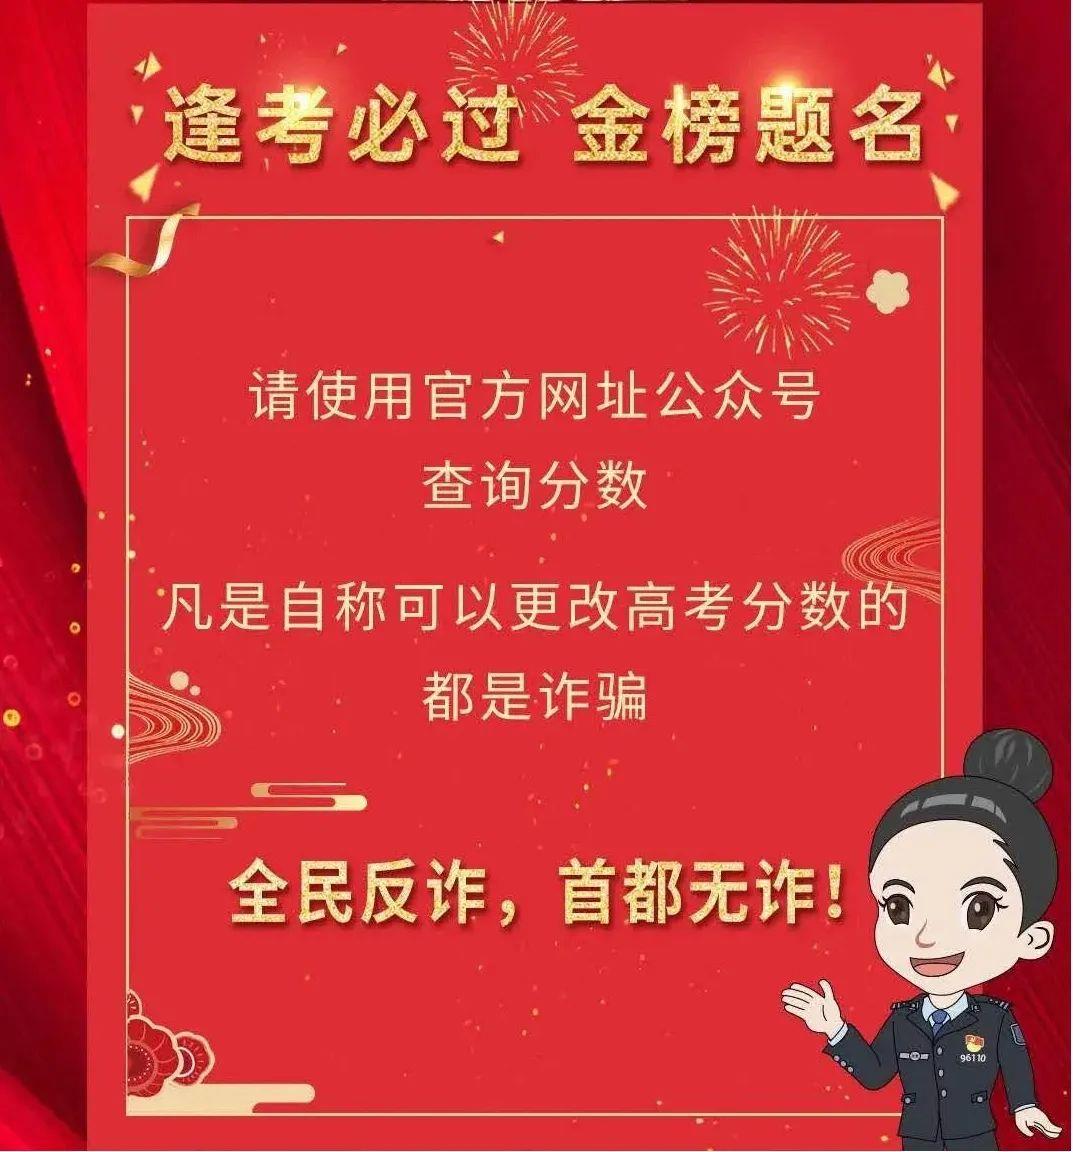 逢考必过 金榜题名
请使用官方网址公众号
查询分数
凡是自称可以更改高考分数的
都是诈骗
全民反诈，首都无诈！
96110